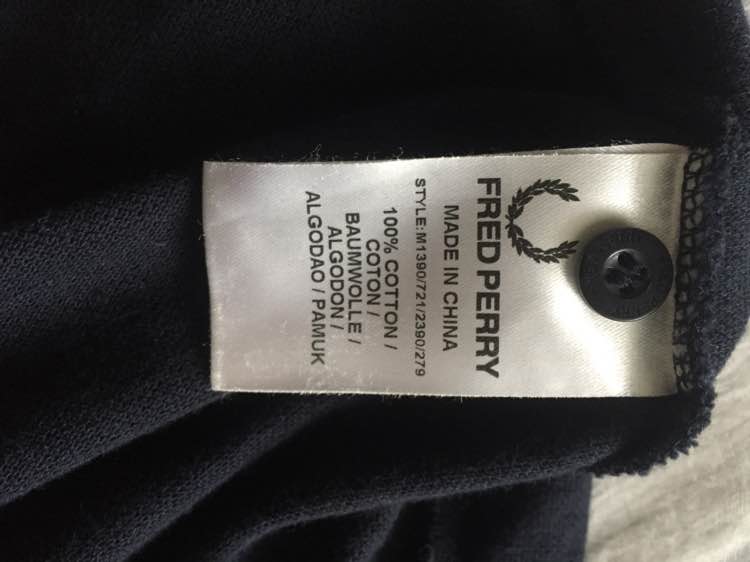 FRED PERRY
MADE IN CHINA
STYLE: M1390/721/2390/279
100% COTTON /
COTON /
BAUMWOLLE /
ALGODON /
ALGODAO / PAMUK